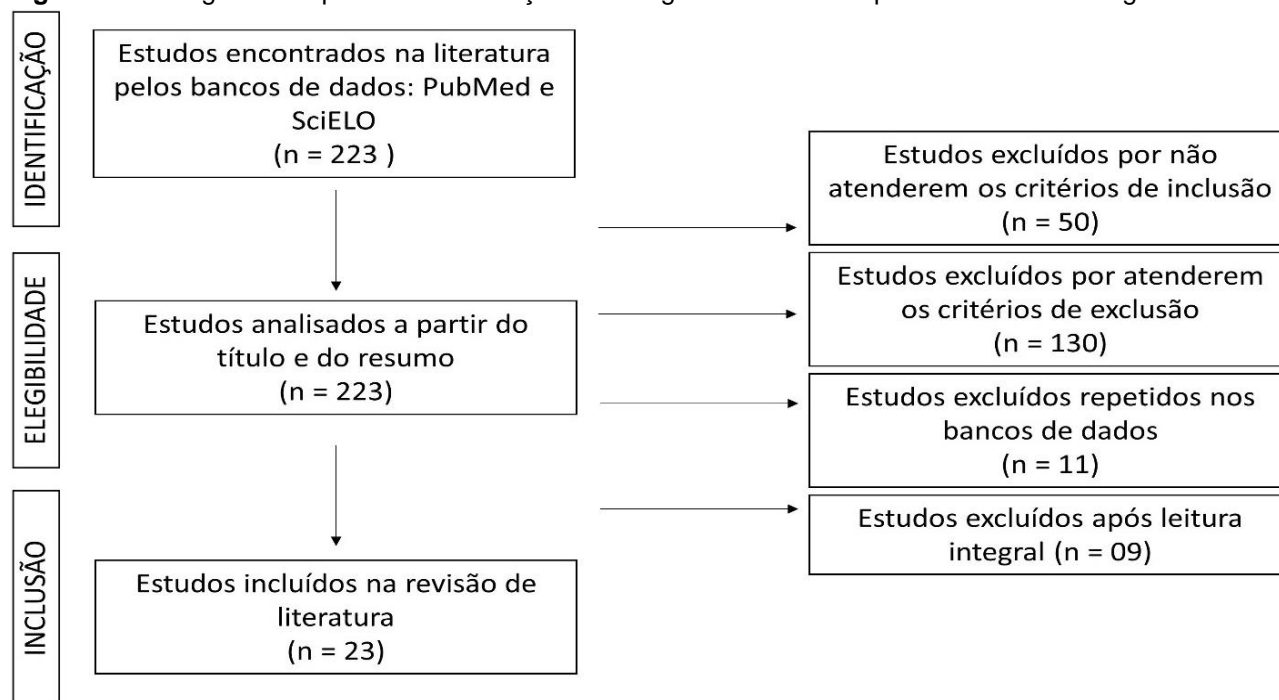 IDENTIFICAÇÃO
Estudos encontrados na literatura
pelos bancos de dados: PubMed e
SciELO
(n = 223 )
Estudos excluídos por não
atenderem os critérios de inclusão
(n = 50)
ELEGIBILIDADE
Estudos analisados a partir do
título e do resumo
(n = 223)
Estudos excluídos por atenderem
os critérios de exclusão
(n = 130)
Estudos excluídos repetidos nos
bancos de dados
(n = 11)
Estudos excluídos após leitura
integral (n = 09)
INCLUSÃO
Estudos incluídos na revisão de
literatura
(n = 23)